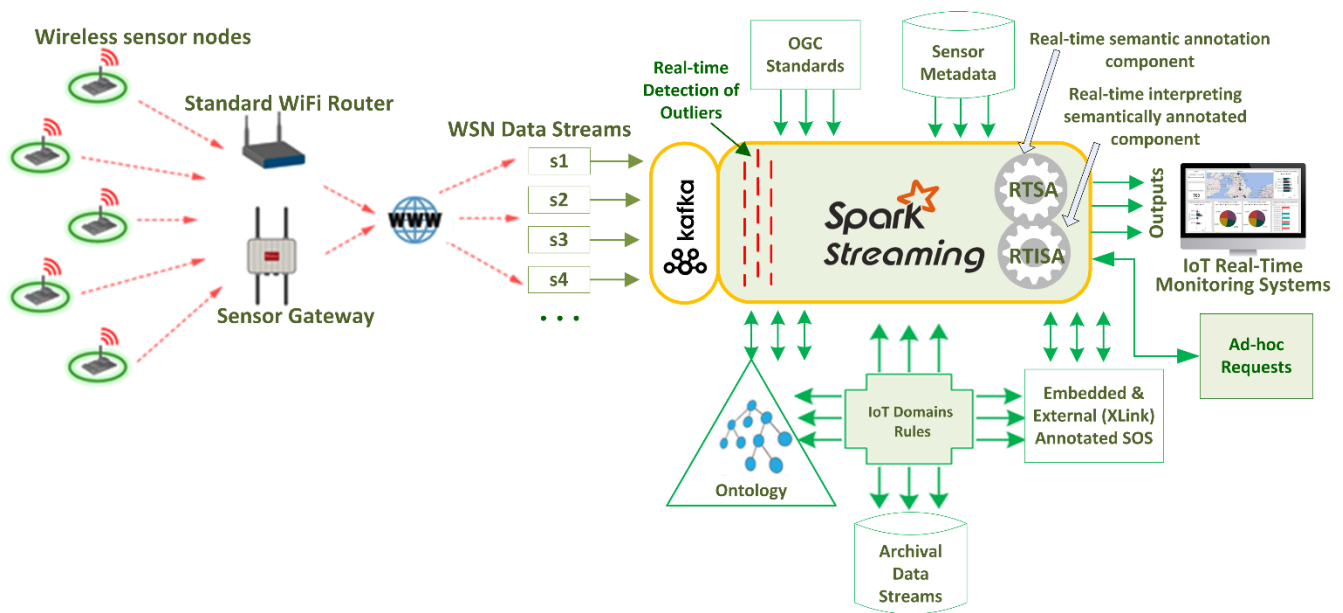 Wireless sensor nodes
Standard WiFi Router
Sensor Gateway
WWW
WSN Data Streams
s1
s2
s3
s4
. . .
kafka
Real-time
Detection of
Outliers
OGC
Standards
Sensor
Metadata
Real-time semantic annotation
component
Real-time interpreting
semantically annotated
component
Spark
Streaming
RTSA
RTISA
Outputs
IoT Real-Time
Monitoring Systems
Ad-hoc
Requests
Ontology
IoT Domains
Rules
Embedded &
External (XLink)
Annotated SOS
Archival
Data
Streams